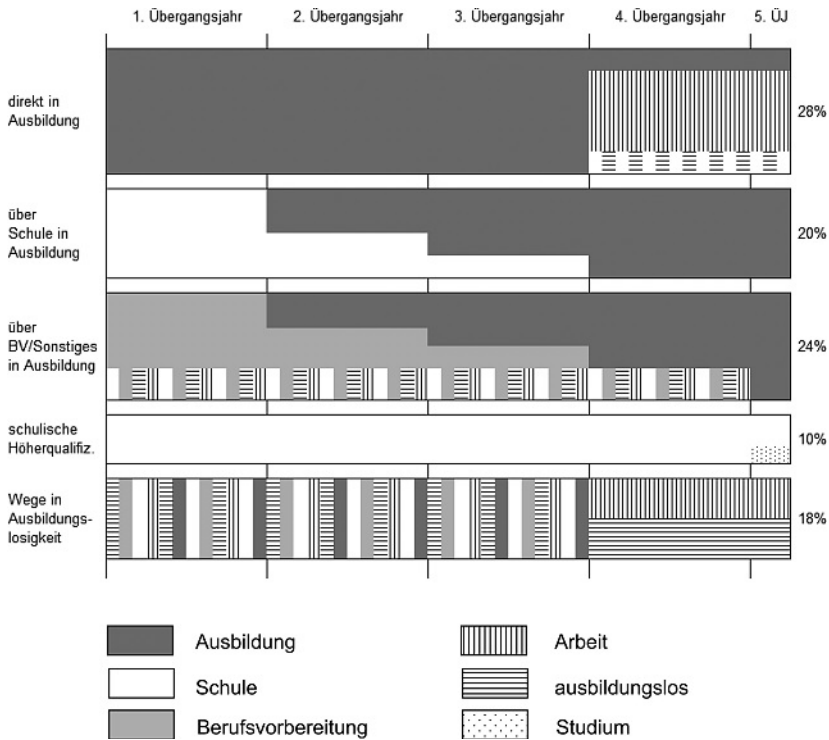 1. Übergangsjahr 2. Übergangsjahr 3. Übergangsjahr 4. Übergangsjahr 5. ÜJ
direkt in
Ausbildung
28%
über
Schule in
Ausbildung
20%
über
BV/Sonstiges
in Ausbildung
24%
schulische
Höherqualifiz.
10%
Wege in
Ausbildungs-
losigkeit
18%
Ausbildung
Arbeit
Schule
ausbildungslos
Berufsvorbereitung
Studium